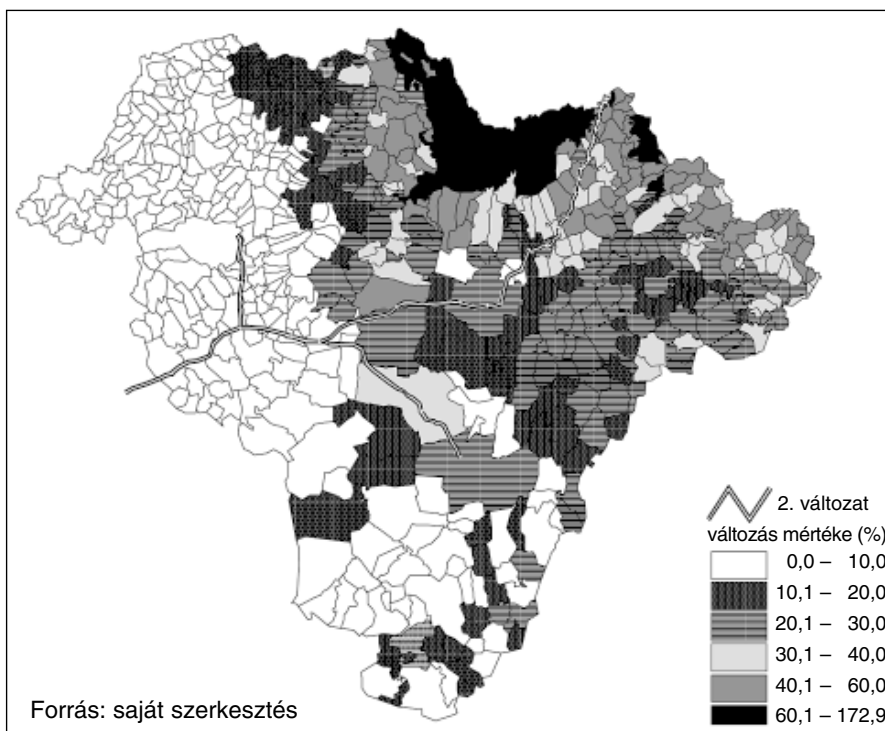 2. változat
változás mértéke (%)
0,0 – 10,0
10,1 – 20,0
20,1 – 30,0
30,1 – 40,0
40,1 – 60,0
60,1 – 172,9
Forrás: saját szerkesztés